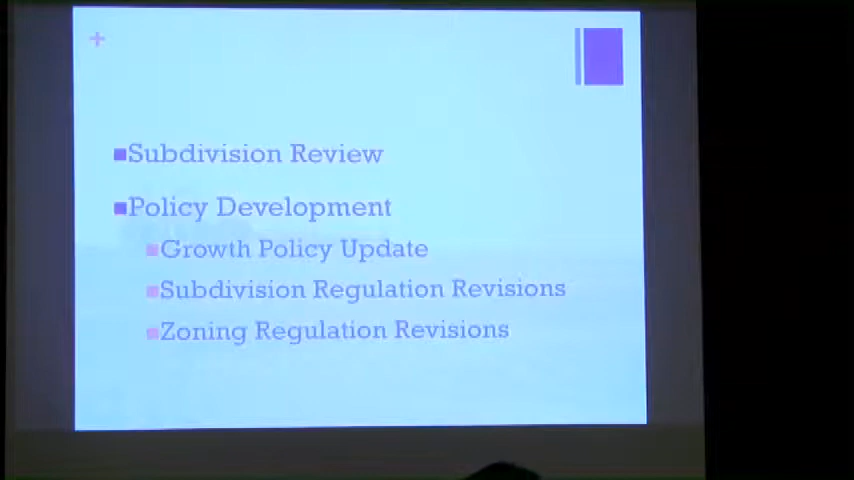 +
Subdivision Review
Policy Development
Growth Policy Update
Subdivision Regulation Revisions
Zoning Regulation Revisions